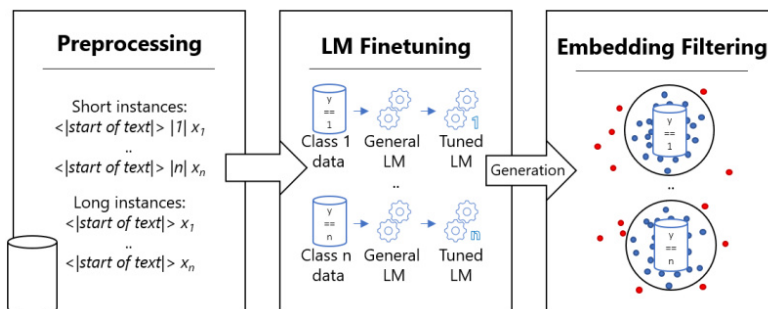 Preprocessing
Short instances:
<|start of text|> |1| x₁
..
<|start of text|> |n| xₙ
Long instances:
<|start of text|> x₁
..
<|start of text|> xₙ
LM Finetuning
y
==
1
1
Class 1 data
General LM
Tuned LM
..
y
==
n
n
Class n data
General LM
Tuned LM
Generation
Embedding Filtering
y
==
1
..
y
==
n